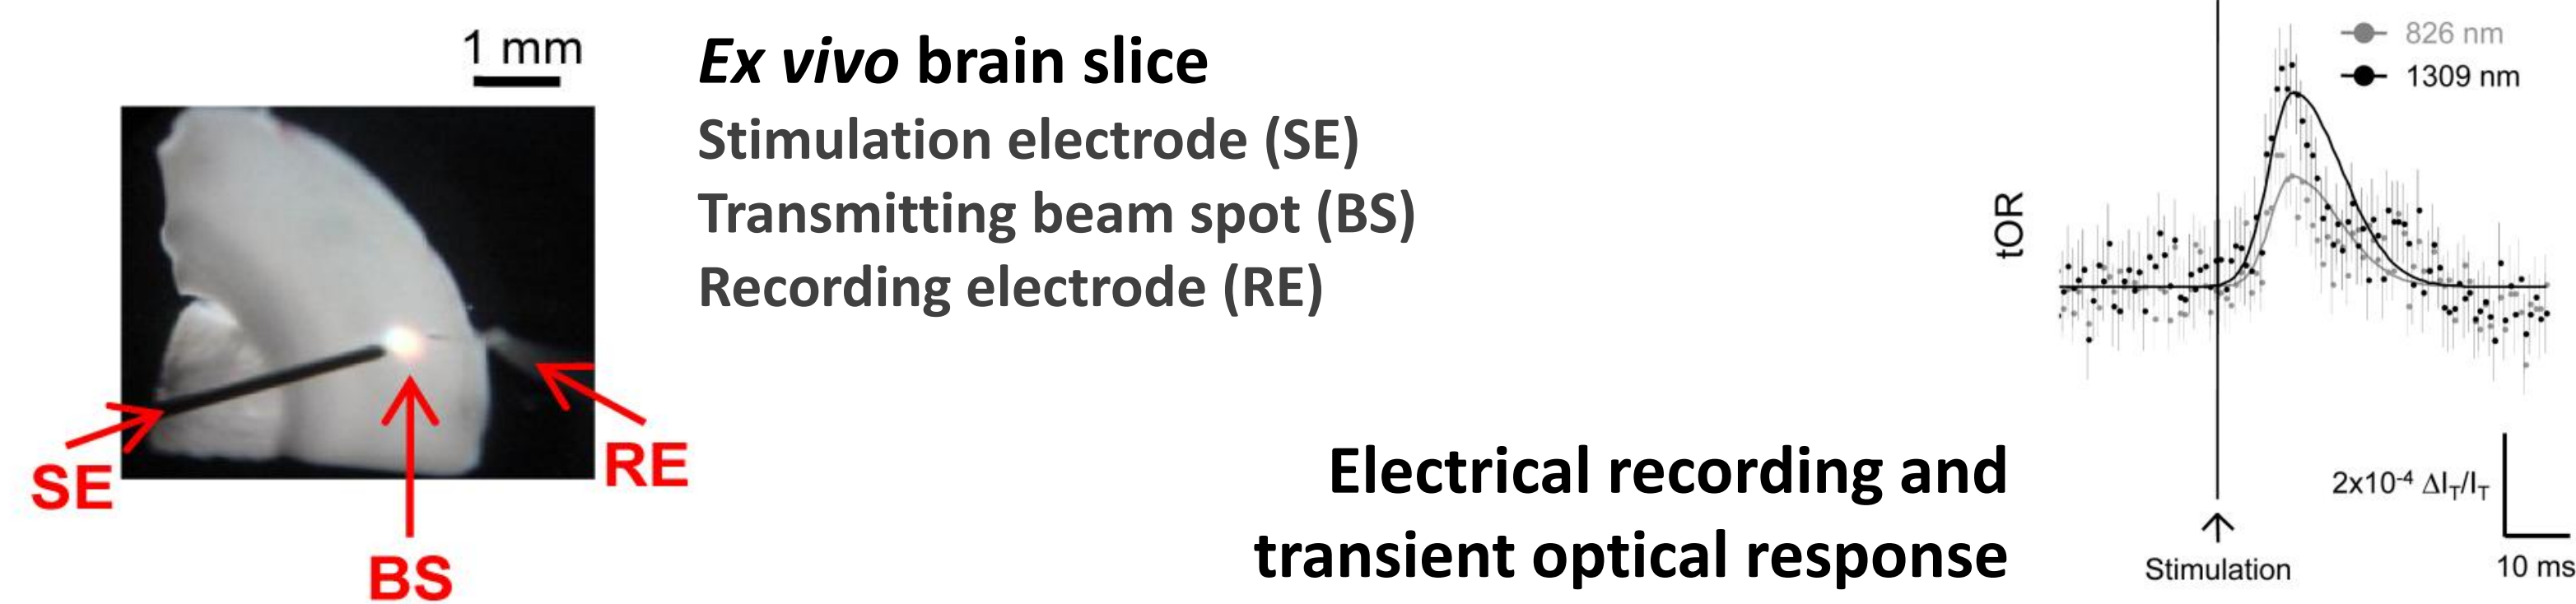 1 mm
SE
BS
RE
Ex vivo brain slice
Stimulation electrode (SE)
Transmitting beam spot (BS)
Recording electrode (RE)
Electrical recording and
transient optical response
826 nm
1309 nm
tOR
2x10-4 ΔIT/IT
10 ms
Stimulation